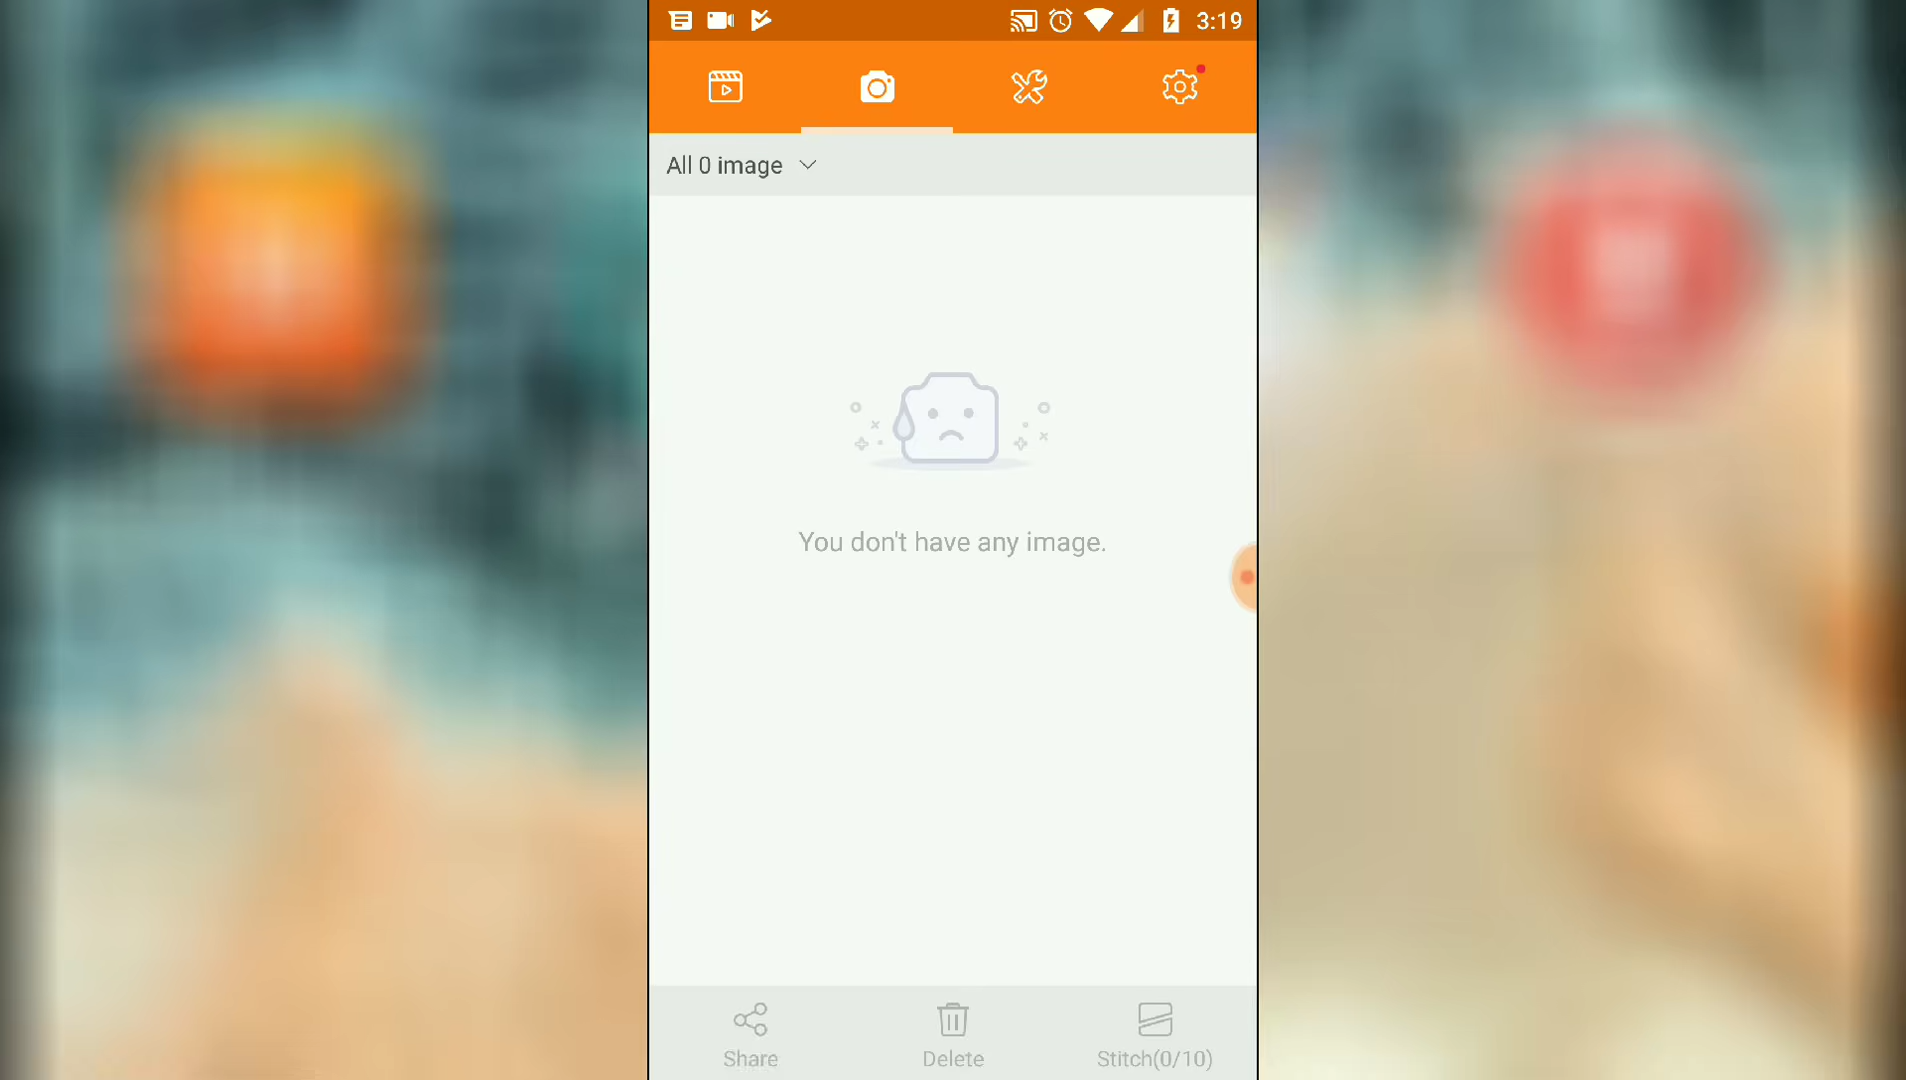 3:19
All 0 image
You don't have any image.
Share
Delete
Stitch(0/10)